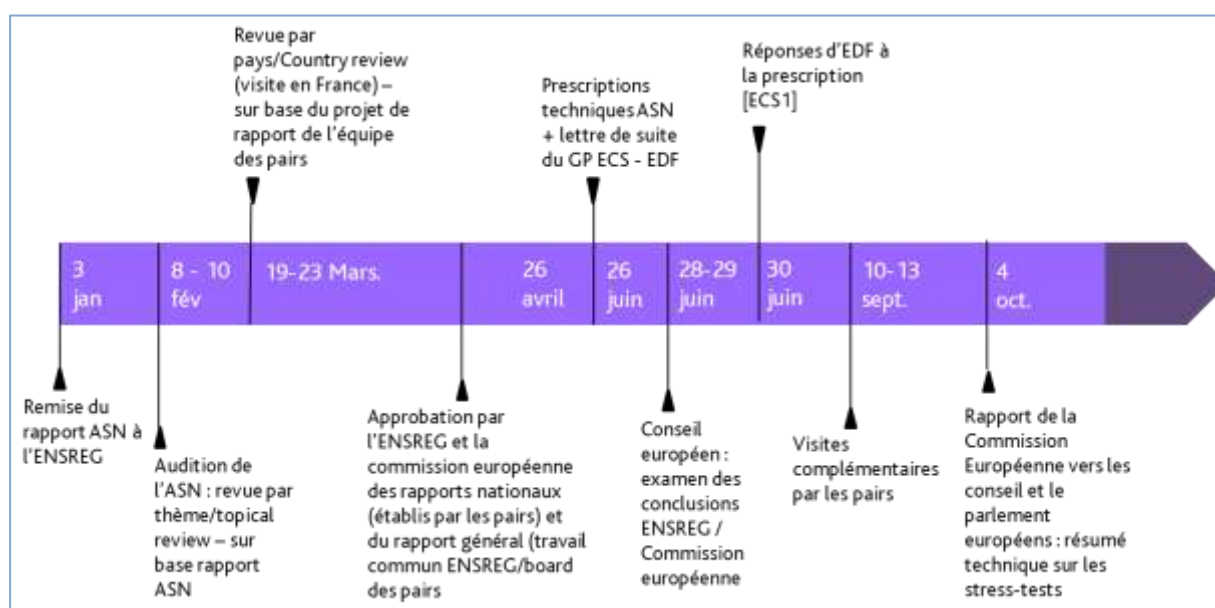 Revue par
pays/Country review
(visite en France) –
sur base du projet de
rapport de l'équipe
des pairs
Prescriptions
techniques ASN
+ lettre de suite
du GP ECS - EDF
Réponses d'EDF à
la prescription
[ECS1]
3
jan
8 - 10
fév
19-23 Mars.
26
avril
26
juin
28-29
juin
30
juin
10-13
sept.
4
oct.
Remise du
rapport ASN à
l'ENSREG
Audition de
l'ASN : revue par
thème/topical
review – sur
base rapport
ASN
Approbation par
l'ENSREG et la
commission européenne
des rapports nationaux
(établis par les pairs) et
du rapport général (travail
commun ENSREG/board
des pairs
Conseil
européen :
examen des
conclusions
ENSREG /
Commission
européenne
Visites
complémentaires
par les pairs
Rapport de la
Commission
Européenne vers les
conseil et le
parlement
européens : résumé
technique sur les
stress-tests